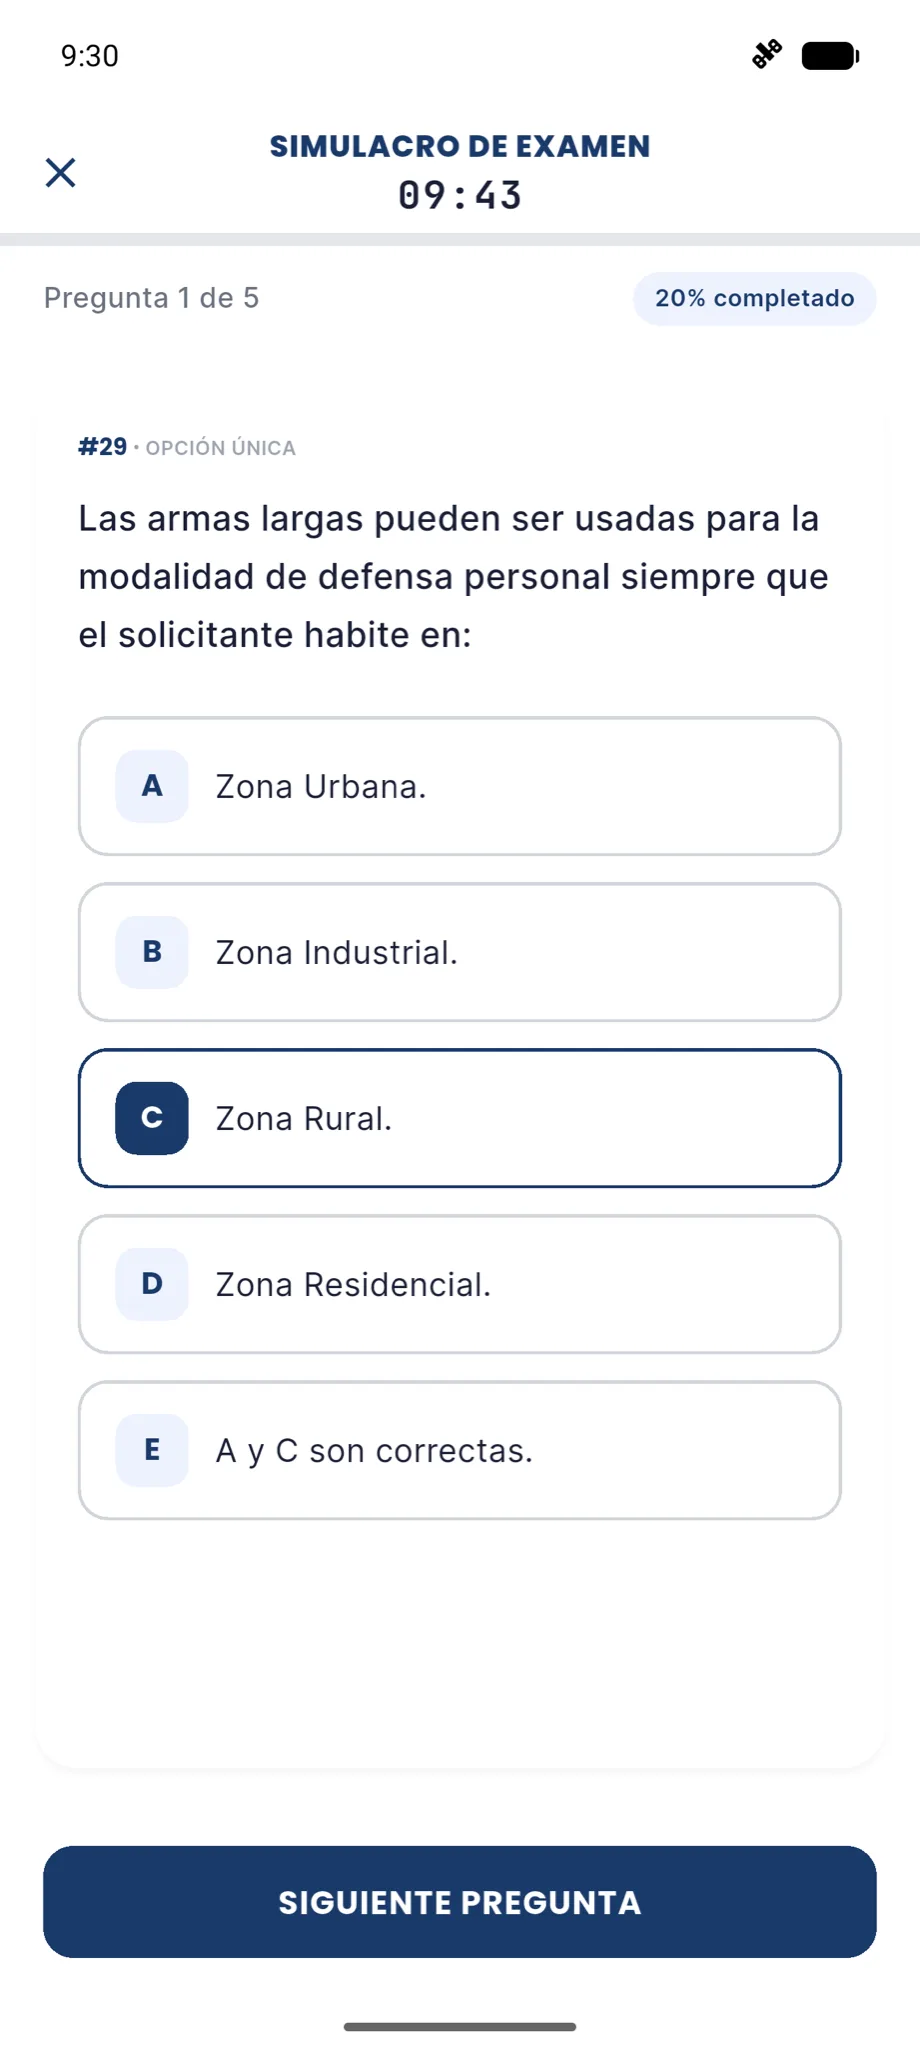 9:30
SIMULACRO DE EXAMEN
09:43
Pregunta 1 de 5
20% completado
#29 • OPCIÓN ÚNICA
Las armas largas pueden ser usadas para la
modalidad de defensa personal siempre que
el solicitante habite en:
A
Zona Urbana.
B
Zona Industrial.
C
Zona Rural.
D
Zona Residencial.
E
A y C son correctas.
SIGUIENTE PREGUNTA